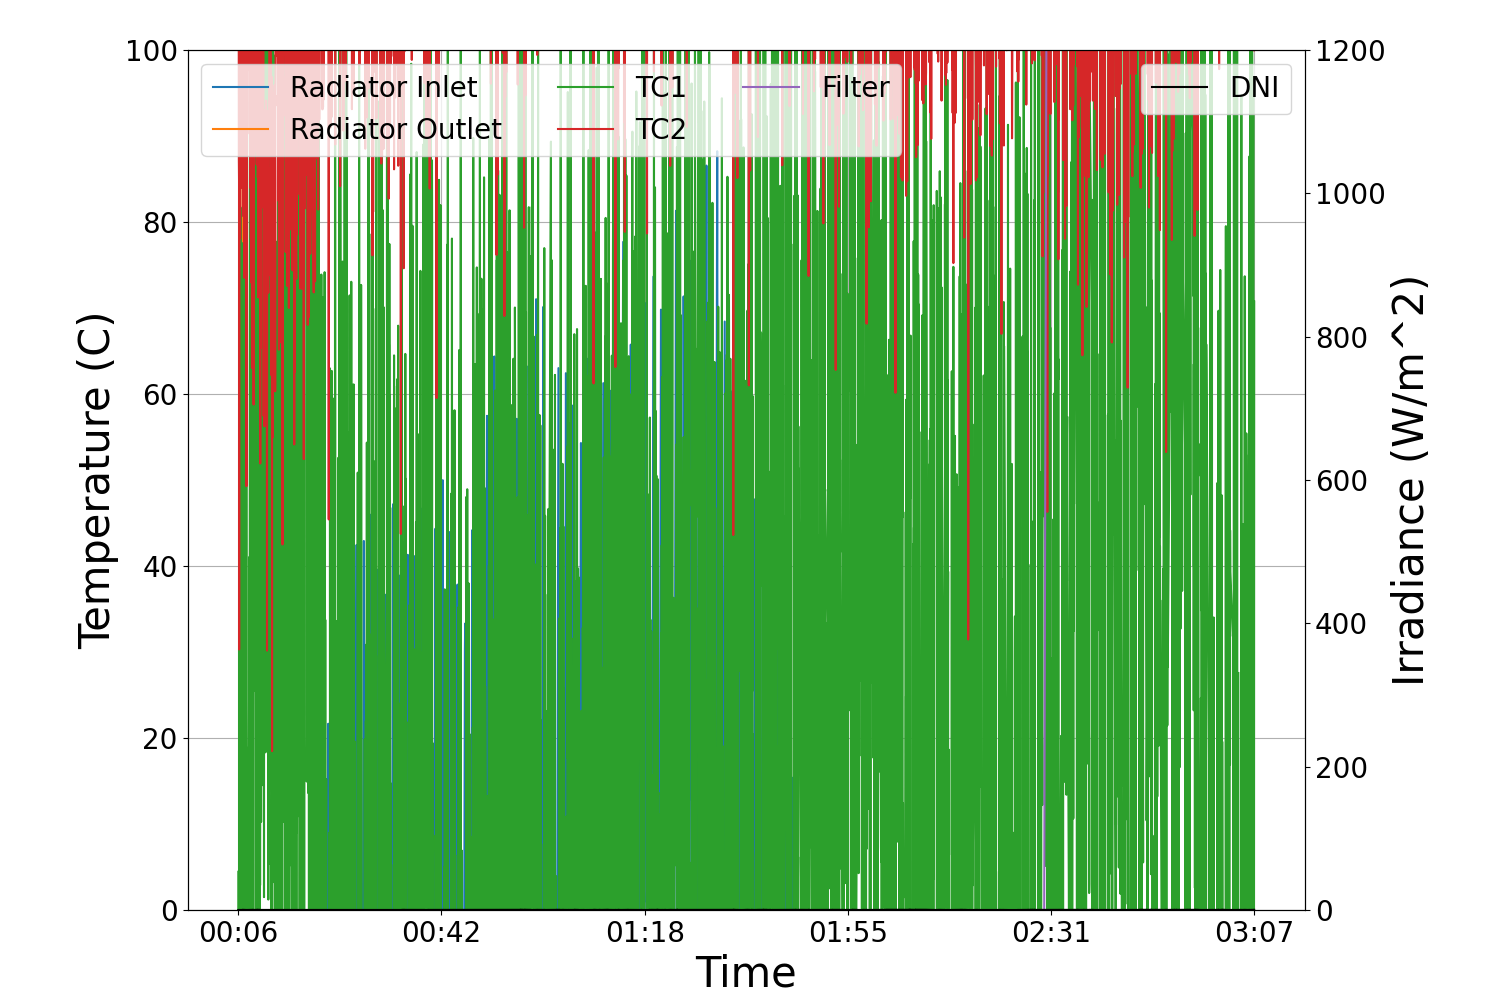 100
80
60
40
20
0
Temperature (C)
Radiator Inlet
Radiator Outlet
TC1
TC2
Filter
DNI
1200
1000
800
600
400
200
0
Irradiance (W/m^2)
00:06 00:42 01:18 01:55 02:31 03:07
Time